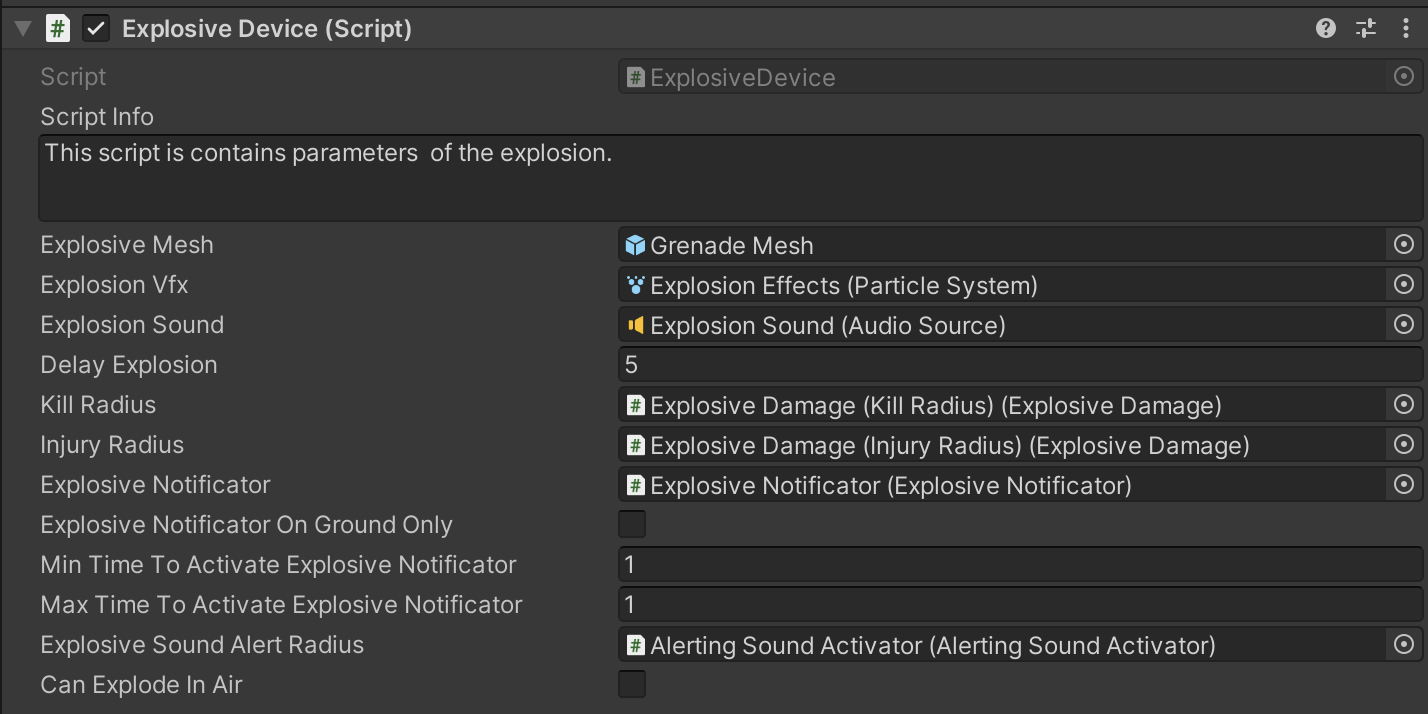 Explosive Device (Script)
Script ExplosiveDevice
Script Info
This script is contains parameters  of the explosion.
Explosive Mesh Grenade Mesh
Explosion Vfx Explosion Effects (Particle System)
Explosion Sound Explosion Sound (Audio Source)
Delay Explosion 5
Kill Radius Explosive Damage (Kill Radius) (Explosive Damage)
Injury Radius Explosive Damage (Injury Radius) (Explosive Damage)
Explosive Notificator Explosive Notificator (Explosive Notificator)
Explosive Notificator On Ground Only
Min Time To Activate Explosive Notificator 1
Max Time To Activate Explosive Notificator 1
Explosive Sound Alert Radius Alerting Sound Activator (Alerting Sound Activator)
Can Explode In Air